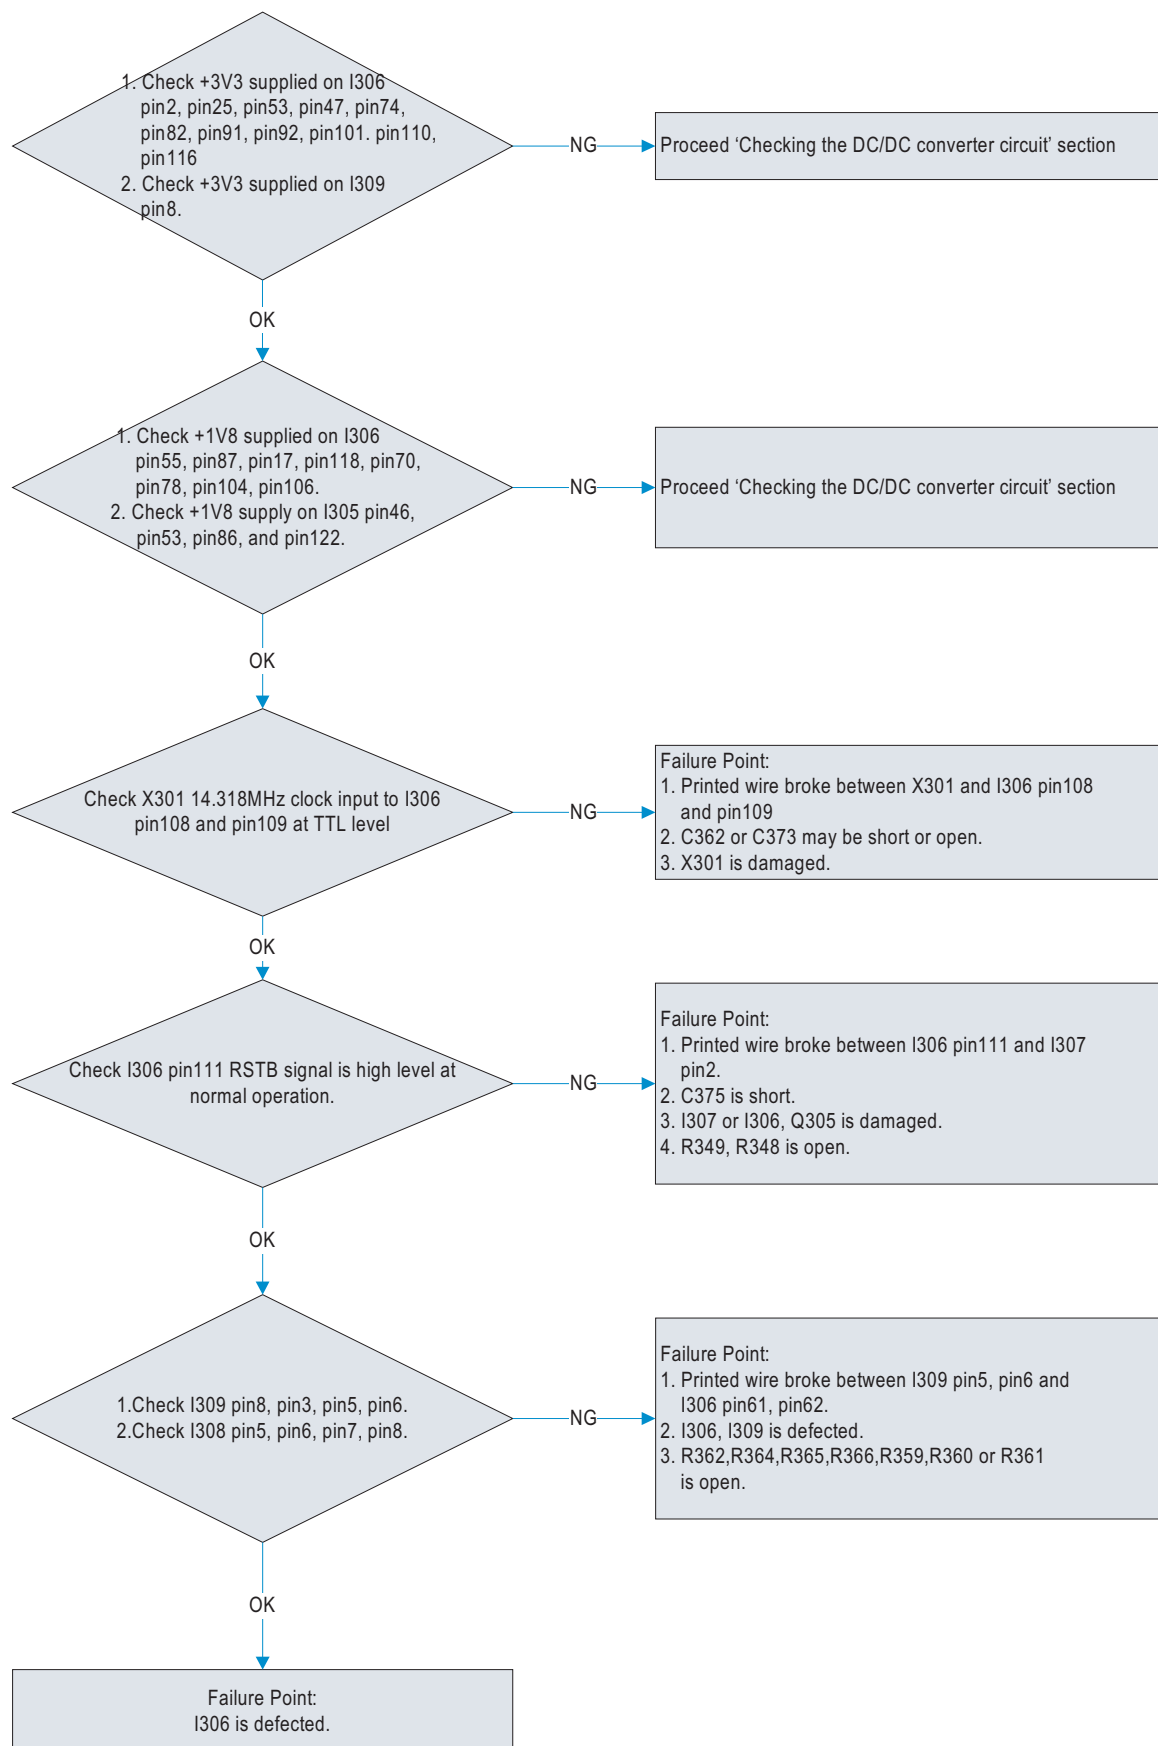 1. Check +3V3 supplied on I306
pin2, pin25, pin53, pin47, pin74,
pin82, pin91, pin92, pin101. pin110,
pin116
2. Check +3V3 supplied on I309
pin8.
NG
Proceed ‘Checking the DC/DC converter circuit’ section
OK
1. Check +1V8 supplied on I306
pin55, pin87, pin17, pin118, pin70,
pin78, pin104, pin106.
2. Check +1V8 supply on I305 pin46,
pin53, pin86, and pin122.
NG
Proceed ‘Checking the DC/DC converter circuit’ section
OK
Check X301 14.318MHz clock input to I306
pin108 and pin109 at TTL level
NG
Failure Point:
1. Printed wire broke between X301 and I306 pin108
and pin109
2. C362 or C373 may be short or open.
3. X301 is damaged.
OK
Check I306 pin111 RSTB signal is high level at
normal operation.
NG
Failure Point:
1. Printed wire broke between I306 pin111 and I307
pin2.
2. C375 is short.
3. I307 or I306, Q305 is damaged.
4. R349, R348 is open.
OK
1.Check I309 pin8, pin3, pin5, pin6.
2.Check I308 pin5, pin6, pin7, pin8.
NG
Failure Point:
1. Printed wire broke between I309 pin5, pin6 and
I306 pin61, pin62.
2. I306, I309 is defected.
3. R362,R364,R365,R366,R359,R360 or R361
is open.
OK
Failure Point:
I306 is defected.